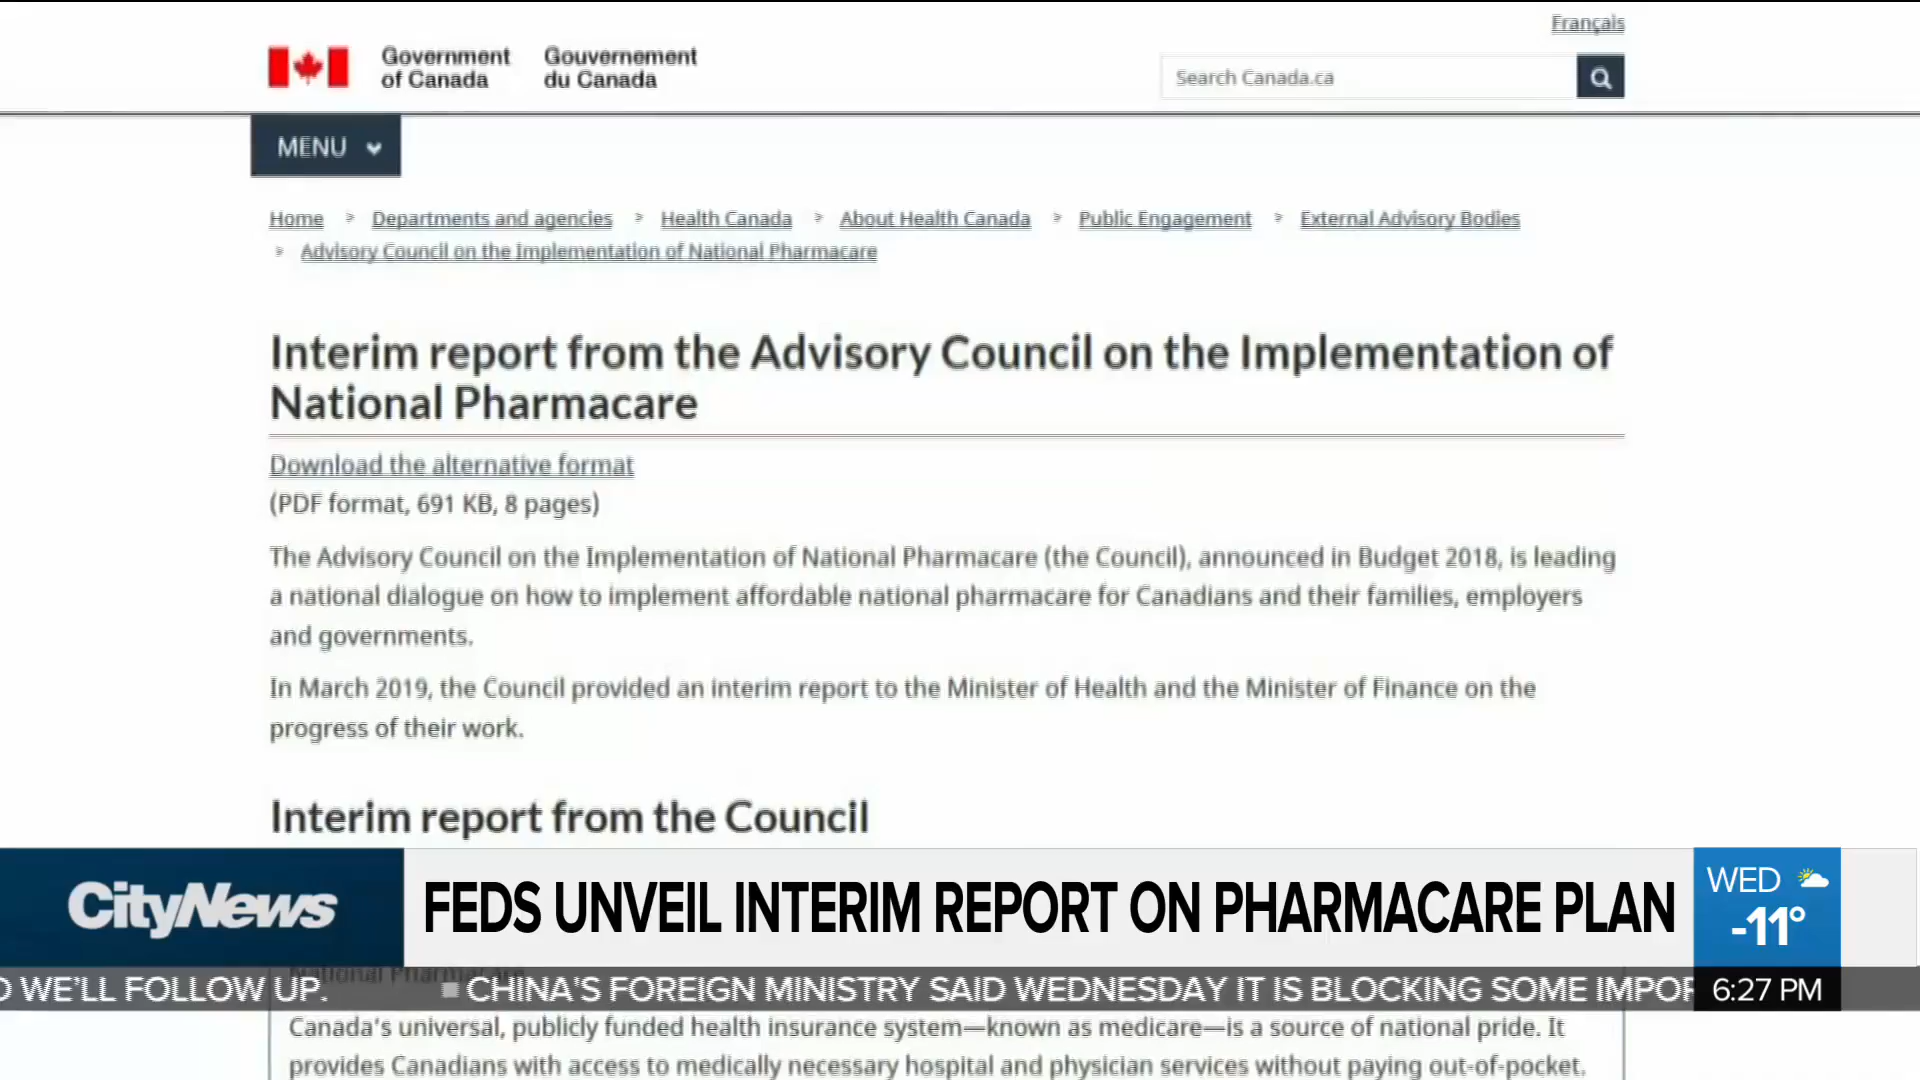 Français
Government of Canada
Gouvernement du Canada
Search Canada.ca
MENU
Home > Departments and agencies > Health Canada > About Health Canada > Public Engagement > External Advisory Bodies
> Advisory Council on the Implementation of National Pharmacare
Interim report from the Advisory Council on the Implementation of
National Pharmacare
Download the alternative format
(PDF format, 691 KB, 8 pages)
The Advisory Council on the Implementation of National Pharmacare (the Council), announced in Budget 2018, is leading
a national dialogue on how to implement affordable national pharmacare for Canadians and their families, employers
and governments.
In March 2019, the Council provided an interim report to the Minister of Health and the Minister of Finance on the
progress of their work.
Interim report from the Council
CityNews
FEDS UNVEIL INTERIM REPORT ON PHARMACARE PLAN
WED
-11°
National Pharmacare
WE'LL FOLLOW UP. ■ CHINA'S FOREIGN MINISTRY SAID WEDNESDAY IT IS BLOCKING SOME IMPOR
6:27 PM
Canada's universal, publicly funded health insurance system—known as medicare—is a source of national pride. It
provides Canadians with access to medically necessary hospital and physician services without paying out-of-pocket.